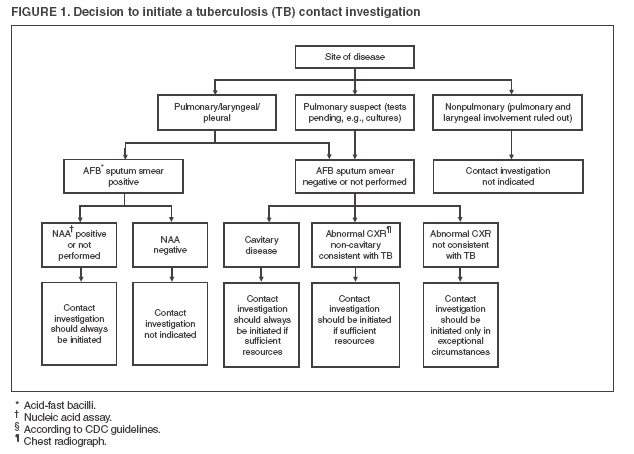 FIGURE 1. Decision to initiate a tuberculosis (TB) contact investigation
Site of disease
Pulmonary/laryngeal/
pleural
Pulmonary suspect (tests
pending, e.g., cultures)
Nonpulmonary (pulmonary and
laryngeal involvement ruled out)
AFB* sputum smear
positive
AFB sputum smear
negative or not performed
Contact investigation
not indicated
NAA† positive
or not
performed
NAA
negative
Cavitary
disease
Abnormal CXR¶
non-cavitary
consistent with TB
Abnormal CXR
not consistent
with TB
Contact
investigation
should always
be initiated
Contact
investigation
not indicated
Contact
investigation
should always
be initiated if
sufficient
resources
Contact
investigation
should be initiated
if sufficient
resources
Contact
investigation
should be
initiated only in
exceptional
circumstances
* Acid-fast bacilli.
† Nucleic acid assay.
§ According to CDC guidelines.
¶ Chest radiograph.